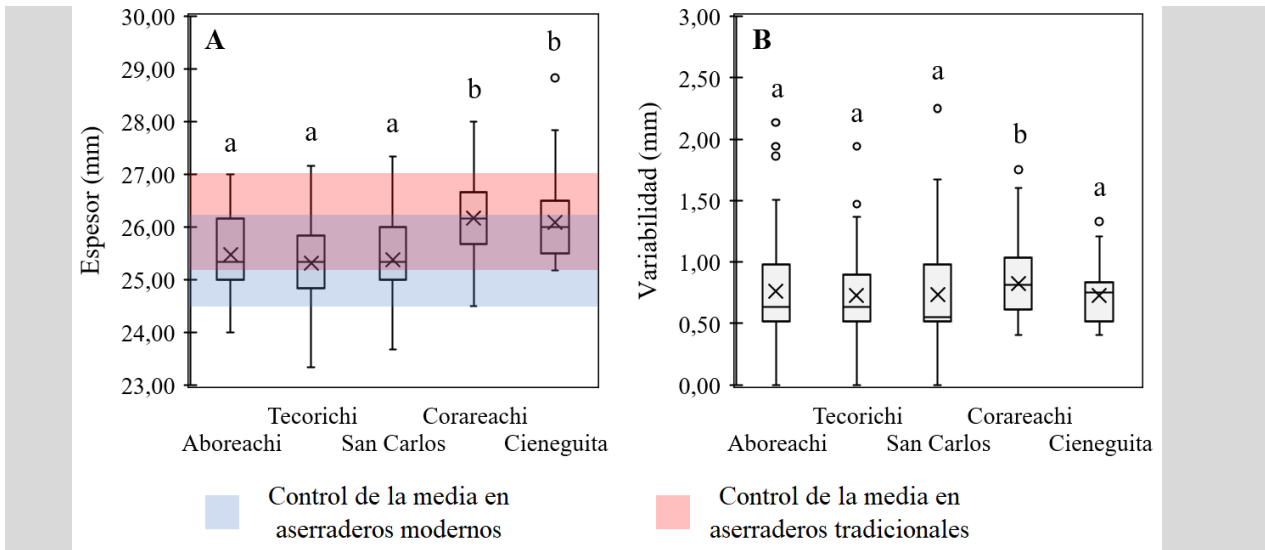 A
Espesor (mm)
30,00
29,00
28,00
27,00
26,00
25,00
24,00
23,00
a
a
a
b
b
Tecorichi
Corareachi
Aboreachi
San Carlos
Cieneguita
B
Variabilidad (mm)
3,00
2,50
2,00
1,50
1,00
0,50
0,00
a
a
a
b
a
Tecorichi
Corareachi
Aboreachi
San Carlos
Cieneguita
Control de la media en
aserraderos modernos
Control de la media en
aserraderos tradicionales